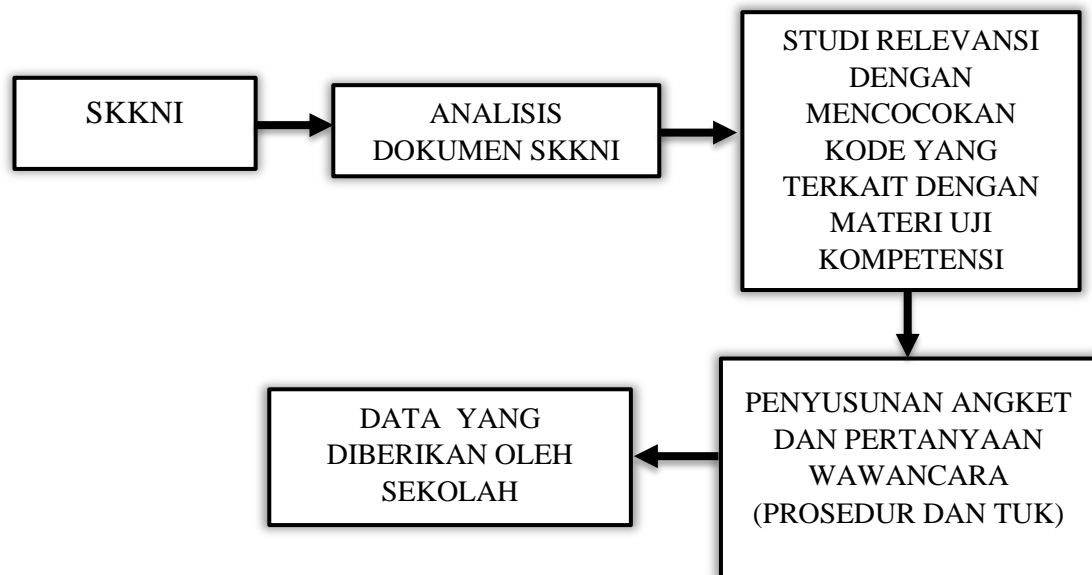 SKKNI
ANALISIS
DOKUMEN SKKNI
STUDI RELEVANSI
DENGAN
MENCOCOKAN
KODE YANG
TERKAIT DENGAN
MATERI UJI
KOMPETENSI
PENYUSUNAN ANGKET
DAN PERTANYAAN
WAWANCARA
(PROSEDUR DAN TUK)
DATA YANG
DIBERIKAN OLEH
SEKOLAH